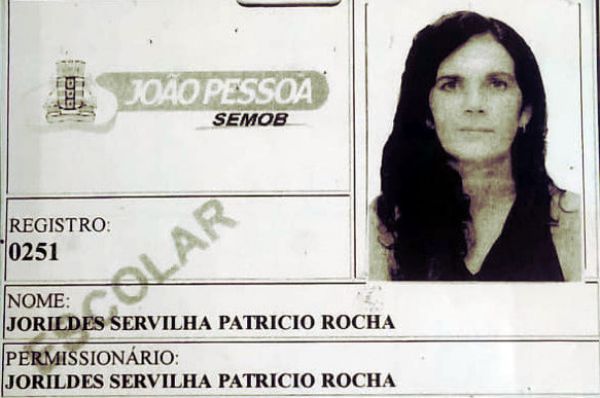 JOÃO PESSOA
SEMOB
REGISTRO:
0251
ESCOLAR
NOME:
JORILDES SERVILHA PATRICIO ROCHA
PERMISSIONÁRIO:
JORILDES SERVILHA PATRICIO ROCHA